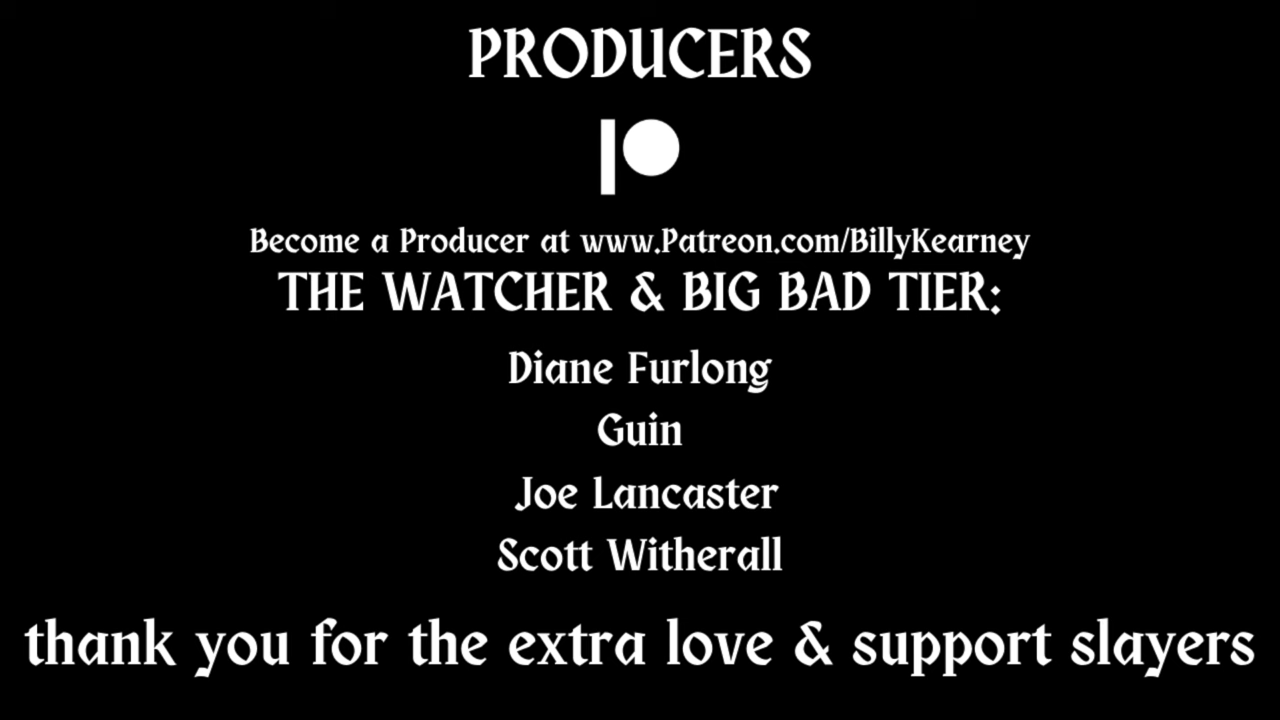 PRODUCERS
Become a Producer at www.Patreon.com/BillyKearney
THE WATCHER & BIG BAD TIER:
Diane Furlong
Guin
Joe Lancaster
Scott Witherall
thank you for the extra love & support slayers